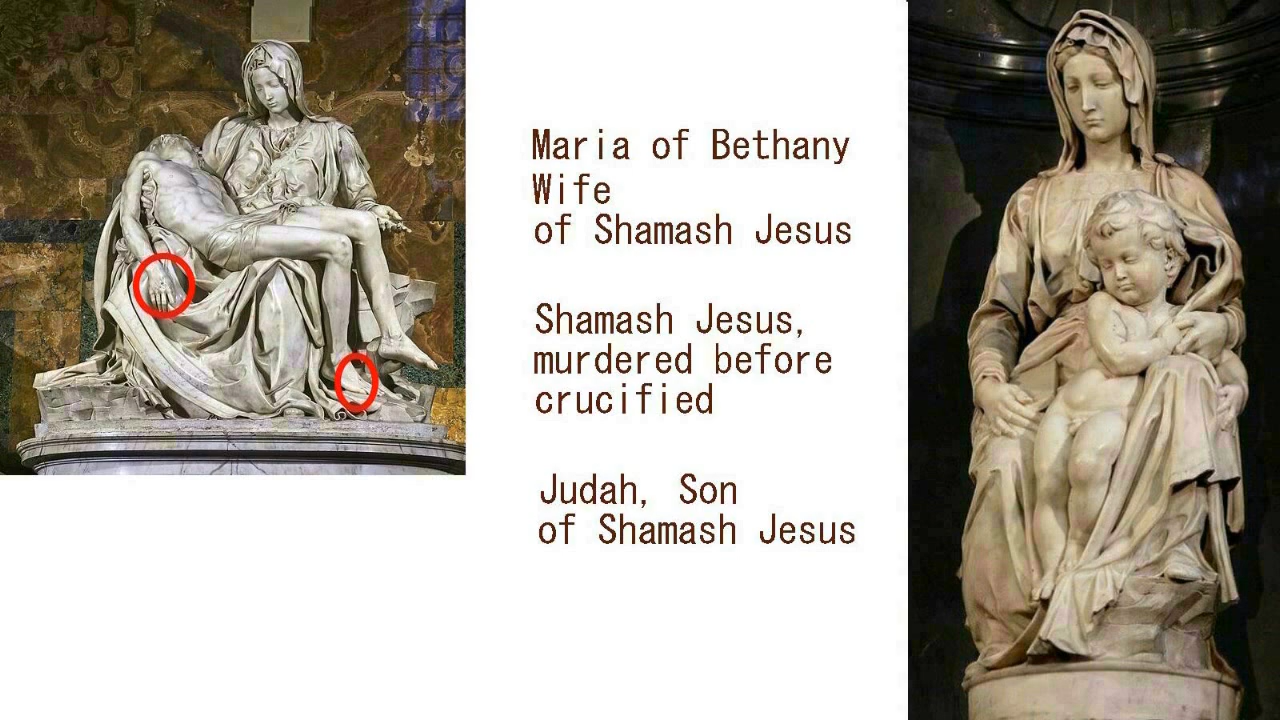 Maria of Bethany
Wife
of Shamash Jesus
Shamash Jesus,
murdered before
crucified
Judah, Son
of Shamash Jesus